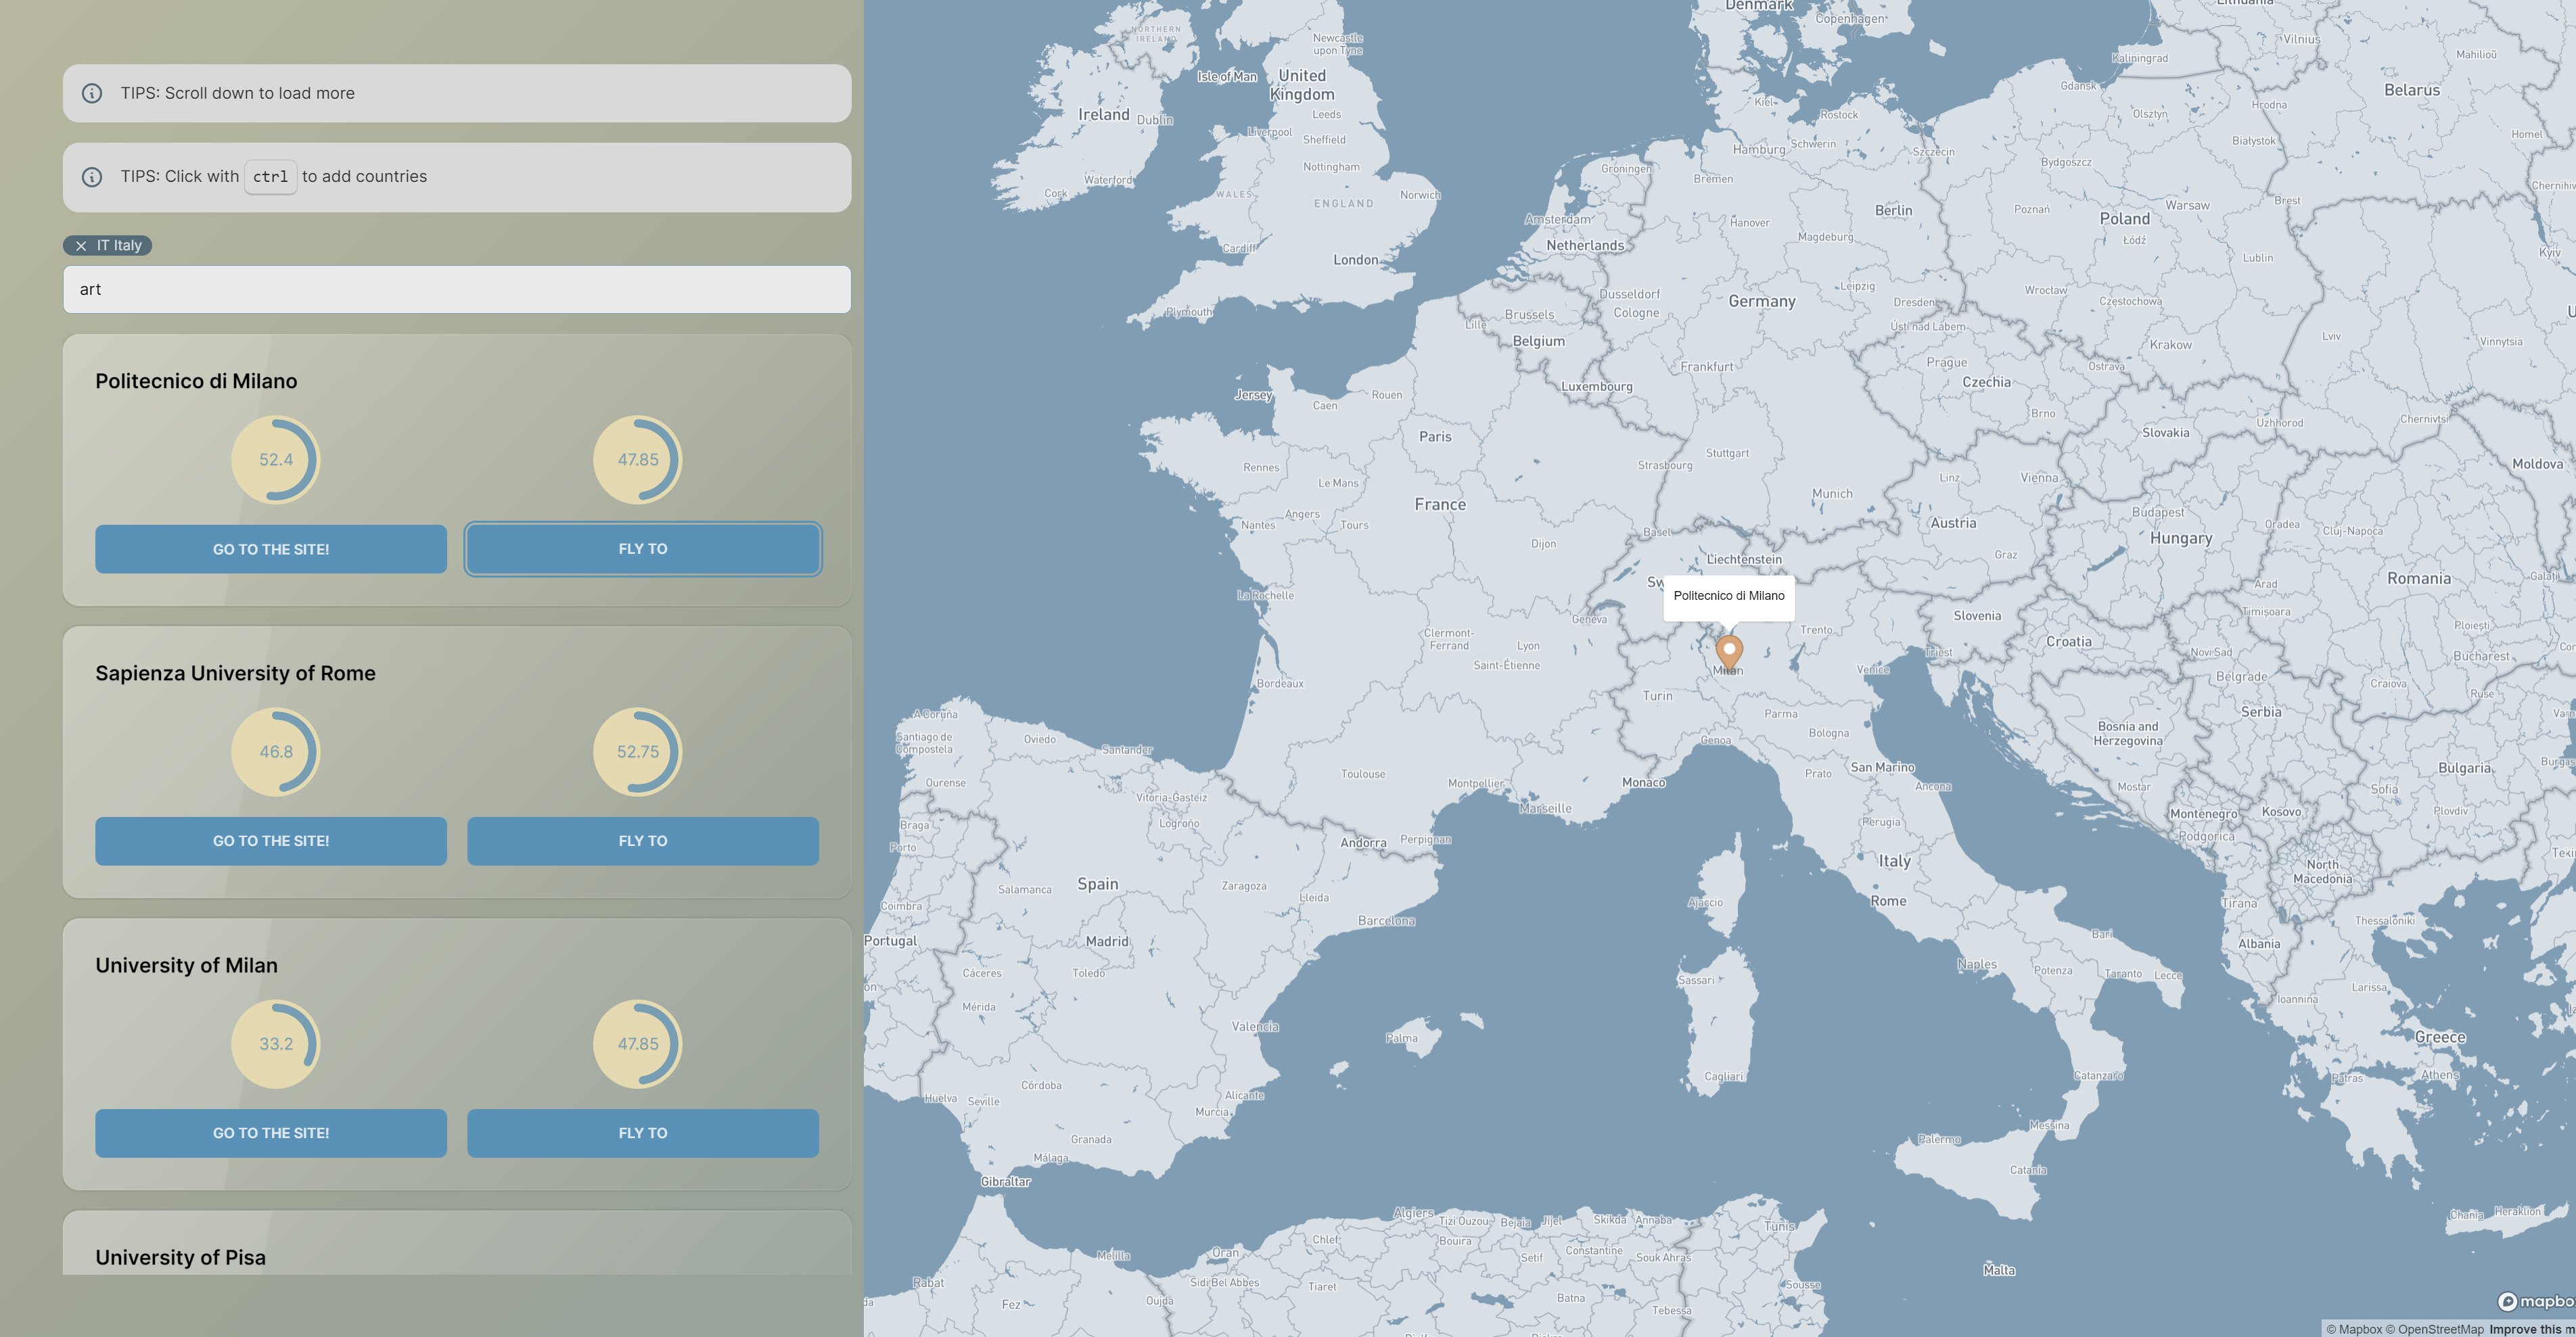 TIPS: Scroll down to load more
TIPS: Click with ctrl to add countries
IT Italy
art
Politecnico di Milano
52.4
47.85
GO TO THE SITE!
FLY TO
Sapienza University of Rome
46.8
52.75
GO TO THE SITE!
FLY TO
University of Milan
33.2
47.85
GO TO THE SITE!
FLY TO
University of Pisa
Denmark
Copenhagen
Lithuania
NORTHERN
IRELAND
Newcastle
upon Tyne
Vilnius
Mahilioŭ
Kaliningrad
Isle of Man
United
Kingdom
Gdansk
Belarus
Kiel
Hrodna
Ireland
Dublin
Leeds
Rostock
Olsztyn
Homel
Liverpool
Sheffield
Hamburg
Schwerin
Szczecin
Białystok
Nottingham
Groningen
Bremen
Bydgoszcz
Waterford
Cork
WALES
ENGLAND
Norwich
Chernihiv
Brest
Amsterdam
Hanover
Berlin
Poznań
Poland
Warsaw
Netherlands
Magdeburg
Łódź
Cardiff
London
Lublin
Kyiv
Dusseldorf
Cologne
Germany
Leipzig
Dresden
Wrocław
Częstochowa
Plymouth
Brussels
Lille
Belgium
Ústí nad Labem
Lviv
Vinnytsia
Krakow
Frankfurt
Prague
Ostrava
Luxembourg
Czechia
Jersey
Rouen
Caen
Brno
Chernivtsi
Uzhhorod
Paris
Slovakia
Stuttgart
Strasbourg
Moldova
Rennes
Le Mans
Munich
Linz
Vienna
France
Angers
Nantes
Tours
Budapest
Austria
Oradea
Cluj-Napoca
Basel
Dijon
Hungary
Liechtenstein
Graz
Sw
Arad
Romania
Galați
Politecnico di Milano
La Rochelle
Timișoara
Geneva
Slovenia
Ploiești
Clermont-
Ferrand
Lyon
Trento
Croatia
Novi Sad
Triest
Bucharest
Saint-Étienne
Milan
Venice
Belgrade
Craiova
Bordeaux
Turin
Ruse
A Coruña
Parma
Serbia
Santiago de
Compostela
Oviedo
Santander
Genoa
Bologna
Bosnia and
Herzegovina
Toulouse
Montpellier
Monaco
Prato
San Marino
Bulgaria
Ourense
Ancona
Mostar
Sofia
Vitoria-Gasteiz
Logroño
Marseille
Montenegro
Kosovo
Plovdiv
Braga
Perugia
Podgorica
Porto
Andorra
Perpignan
Italy
North
Macedonia
Salamanca
Spain
Zaragoza
Lleida
Ajaccio
Rome
Tirana
Coimbra
Barcelona
Thessaloniki
Portugal
Madrid
Bari
Albania
Cáceres
Toledo
Sassari
Naples
Potenza
Taranto
Lecce
Larissa
Ioannina
Mérida
Valencia
Palma
Greece
Córdoba
Cagliari
Catanzaro
Patras
Athens
Huelva
Seville
Alicante
Murcia
Granada
Palermo
Messina
Málaga
Catania
Gibraltar
Algiers
Tizi Ouzou
Bejaia
Jijel
Skikda
Annaba
Tunis
Chania
Heraklion
Chlef
Bouira
Melilla
Oran
Setif
Constantine
Souk Ahras
Malta
Rabat
Sidi Bel Abbes
Tiaret
Sousse
Fez
Oujda
Batna
Tebessa
mapbo
© Mapbox © OpenStreetMap Improve this m